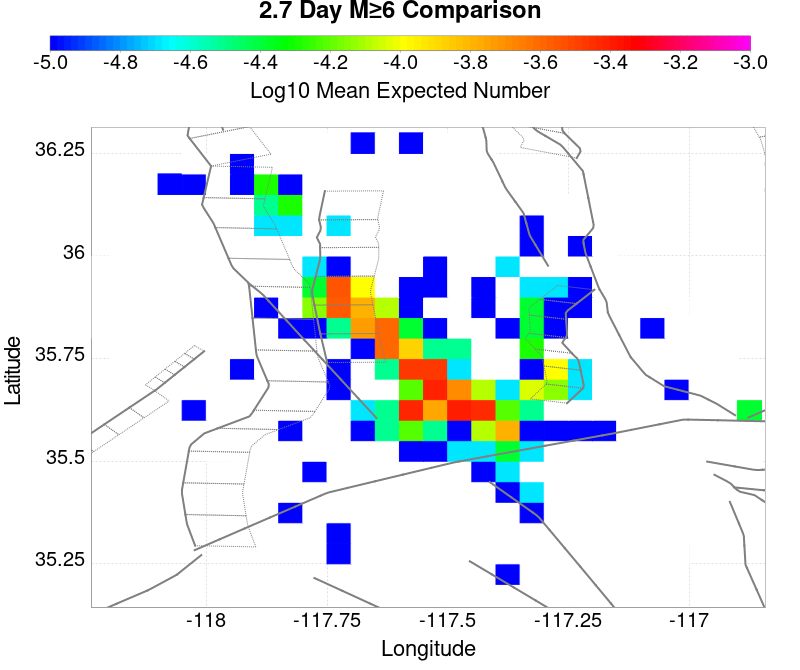 2.7 Day M≥6 Comparison
-5.0 -4.8 -4.6 -4.4 -4.2 -4.0 -3.8 -3.6 -3.4 -3.2 -3.0
Log10 Mean Expected Number
36.25
36
35.75
35.5
35.25
Latitude
-118 -117.75 -117.5 -117.25 -117
Longitude